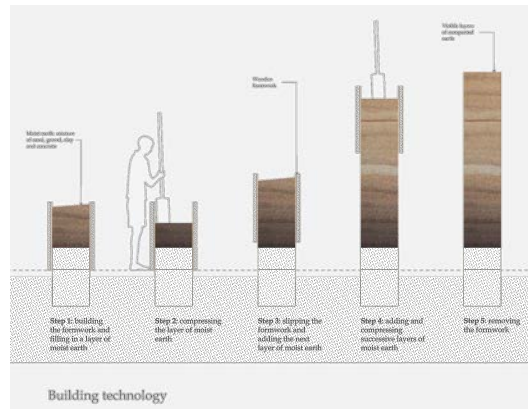 Visible layers
of compacted
earth
Wooden
formwork
Moist earth: mixture
of sand, gravel, clay
and concrete
Step 1: building
the formwork and
filling in a layer of
moist earth
Step 2: compressing
the layer of moist
earth
Step 3: slipping the
formwork and
adding the next
layer of moist earth
Step 4: adding and
compressing
successive layers of
moist earth
Step 5: removing
the formwork
Building technology